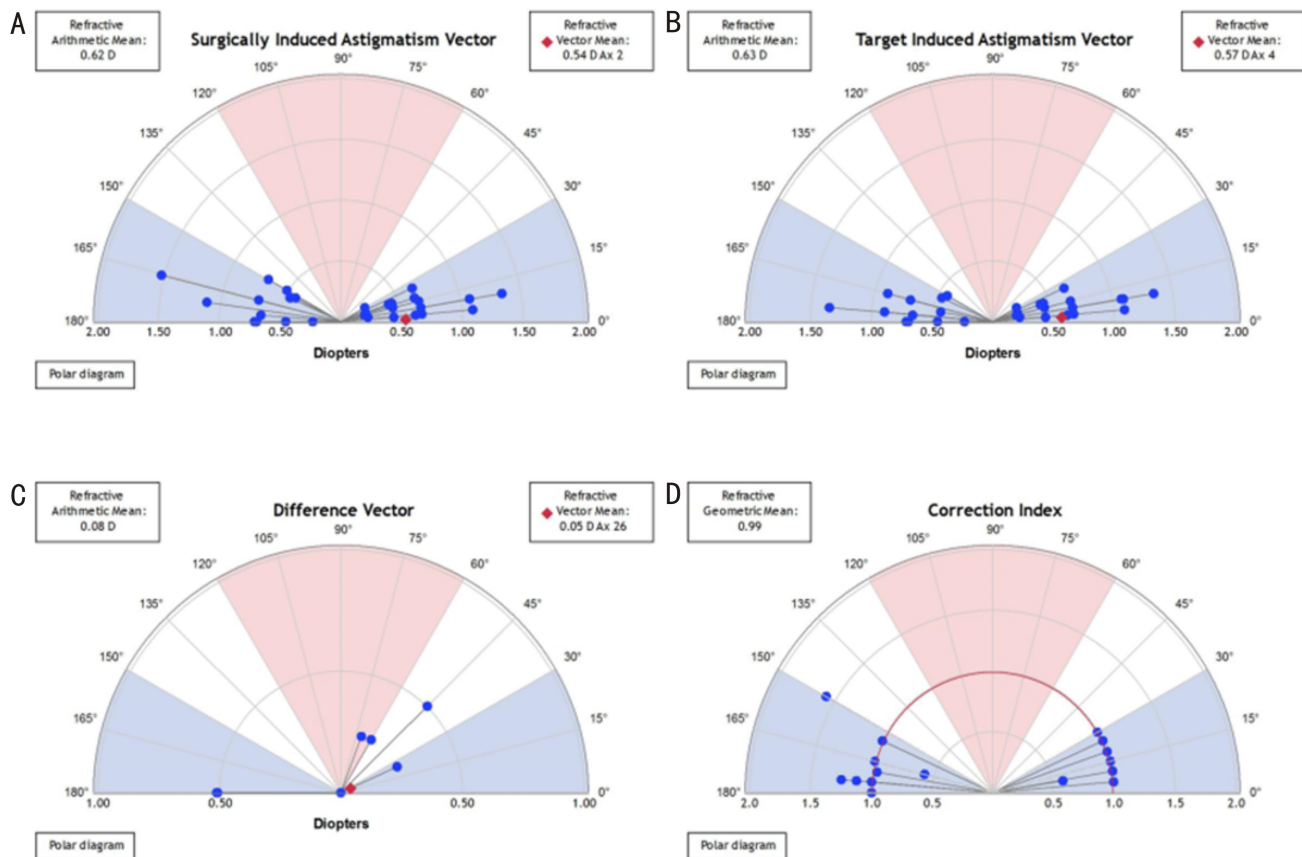 A
Refractive
Arithmetic Mean:
0.62 D
Surgically Induced Astigmatism Vector
Refractive
Vector Mean:
0.54 D Ax 2
90°
105°
75°
120°
60°
135°
45°
150°
30°
165°
15°
180°
0°
2.00
1.50
1.00
0.50
0.50
1.00
1.50
2.00
Diopters
Polar diagram
B
Refractive
Arithmetic Mean:
0.63 D
Target Induced Astigmatism Vector
Refractive
Vector Mean:
0.57 D Ax 4
90°
105°
75°
120°
60°
135°
45°
150°
30°
165°
15°
180°
0°
2.00
1.50
1.00
0.50
0.50
1.00
1.50
2.00
Diopters
Polar diagram
C
Refractive
Arithmetic Mean:
0.08 D
Difference Vector
Refractive
Vector Mean:
0.05 D Ax 26
90°
105°
75°
120°
60°
135°
45°
150°
30°
165°
15°
180°
0°
1.00
0.50
0.50
1.00
Diopters
Polar diagram
D
Refractive
Geometric Mean:
0.99
Correction Index
90°
105°
75°
120°
60°
135°
45°
150°
30°
165°
15°
180°
0°
2.0
1.5
1.0
0.5
0.5
1.0
1.5
2.0
Polar diagram